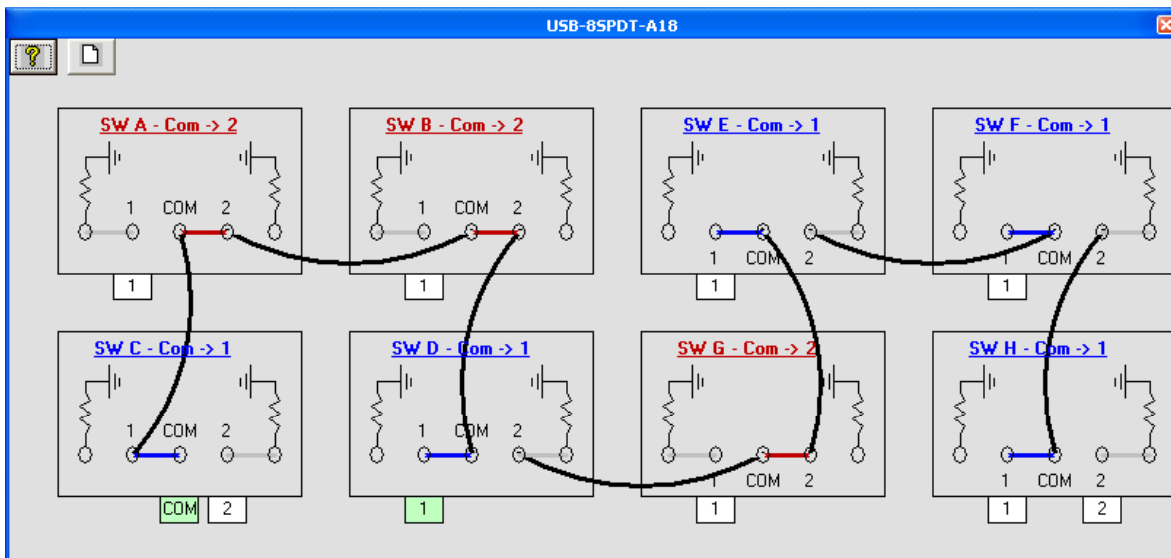 USB-8SPDT-A18
?
SW A - Com -> 2
SW B - Com -> 2
SW E - Com -> 1
SW F - Com -> 1
1 COM 2
1 COM 2
1 COM 2
1 COM 2
1
1
1
1
SW C - Com -> 1
SW D - Com -> 1
SW G - Com -> 2
SW H - Com -> 1
1 COM 2
1 COM 2
1 COM 2
1 COM 2
COM
2
1
1
1
2